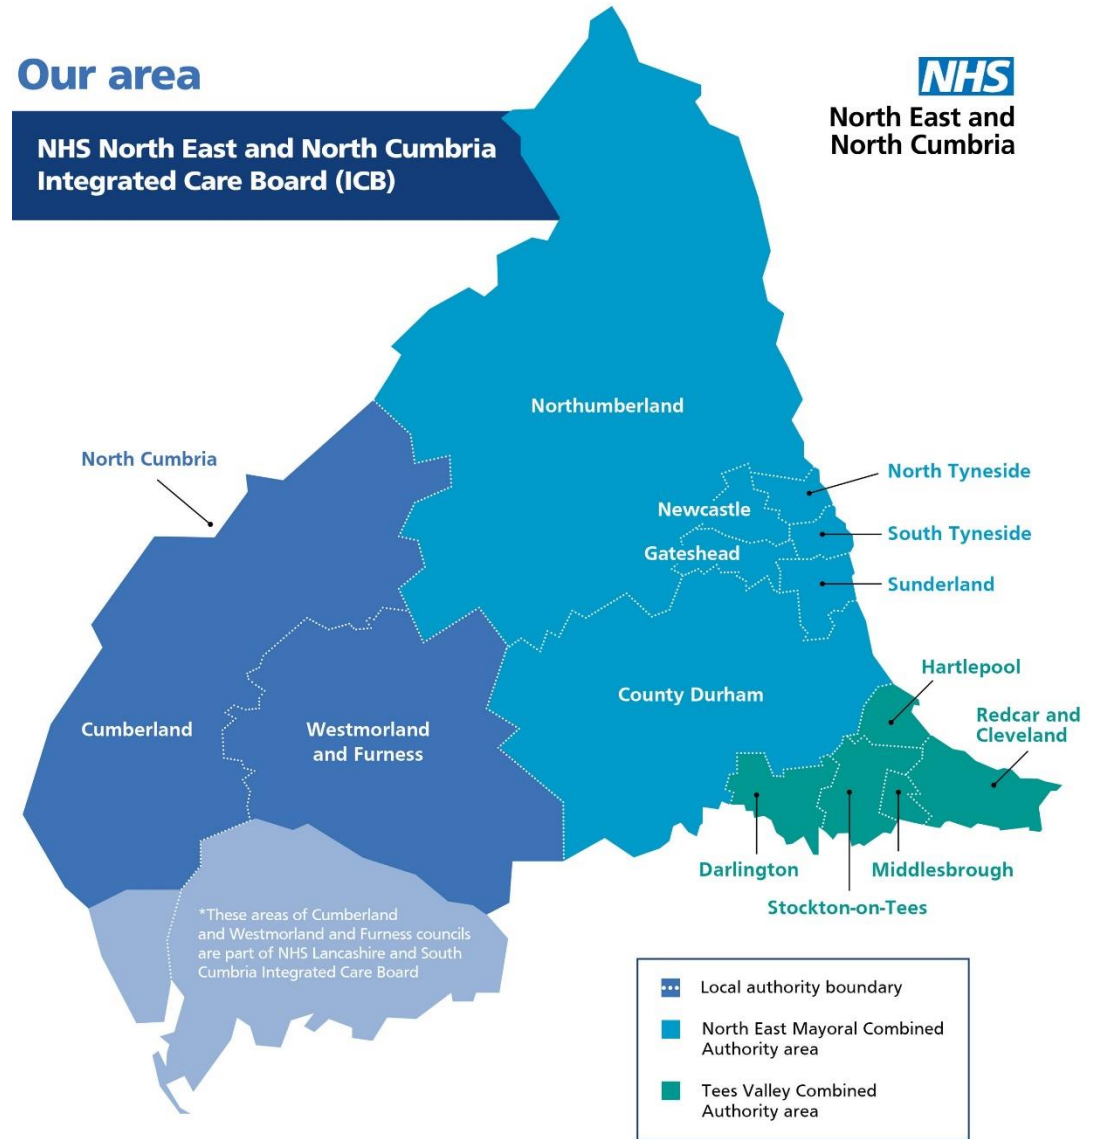 Our area
NHS
North East and
North Cumbria
NHS North East and North Cumbria
Integrated Care Board (ICB)
Northumberland
North Cumbria
North Tyneside
Newcastle
South Tyneside
Gateshead
Sunderland
Hartlepool
County Durham
Redcar and
Cleveland
Cumberland
Westmorland
and Furness
Darlington
Middlesbrough
Stockton-on-Tees
*These areas of Cumberland
and Westmorland and Furness councils
are part of NHS Lancashire and South
Cumbria Integrated Care Board
Local authority boundary
North East Mayoral Combined
Authority area
Tees Valley Combined
Authority area